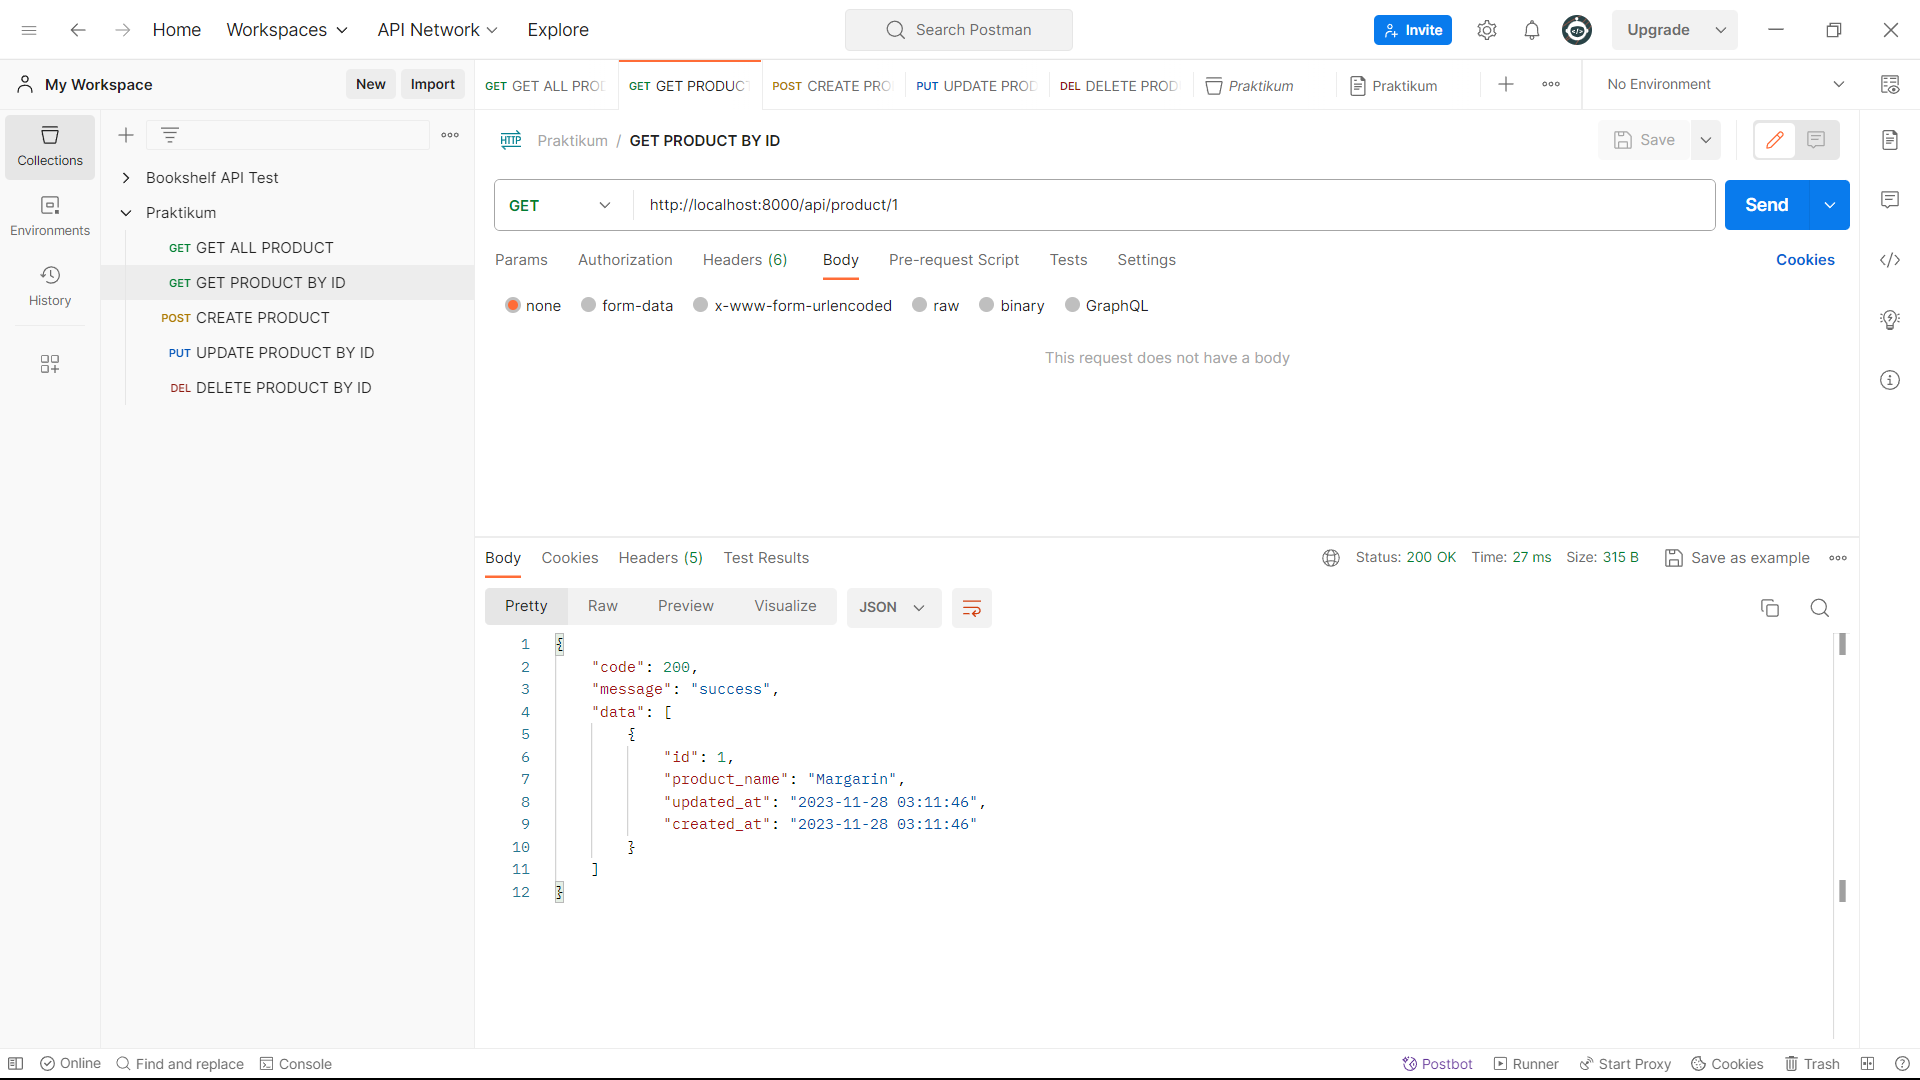 Home Workspaces API Network Explore Search Postman Invite Upgrade
My Workspace New Import GET GET ALL PROD GET GET PRODUCT POST CREATE PRO PUT UPDATE PROD DEL DELETE PROD Praktikum Praktikum No Environment
Collections
Environments
History
Bookshelf API Test
Praktikum
GET GET ALL PRODUCT
GET GET PRODUCT BY ID
POST CREATE PRODUCT
PUT UPDATE PRODUCT BY ID
DEL DELETE PRODUCT BY ID
HTTP Praktikum / GET PRODUCT BY ID Save
GET http://localhost:8000/api/product/1 Send
Params Authorization Headers (6) Body Pre-request Script Tests Settings Cookies
none form-data x-www-form-urlencoded raw binary GraphQL
This request does not have a body
Body Cookies Headers (5) Test Results Status: 200 OK Time: 27 ms Size: 315 B Save as example
Pretty Raw Preview Visualize JSON
1 {
2 "code": 200,
3 "message": "success",
4 "data": [
5 {
6 "id": 1,
7 "product_name": "Margarin",
8 "updated_at": "2023-11-28 03:11:46",
9 "created_at": "2023-11-28 03:11:46"
10 }
11 ]
12 }
Online Find and replace Console Postbot Runner Start Proxy Cookies Trash